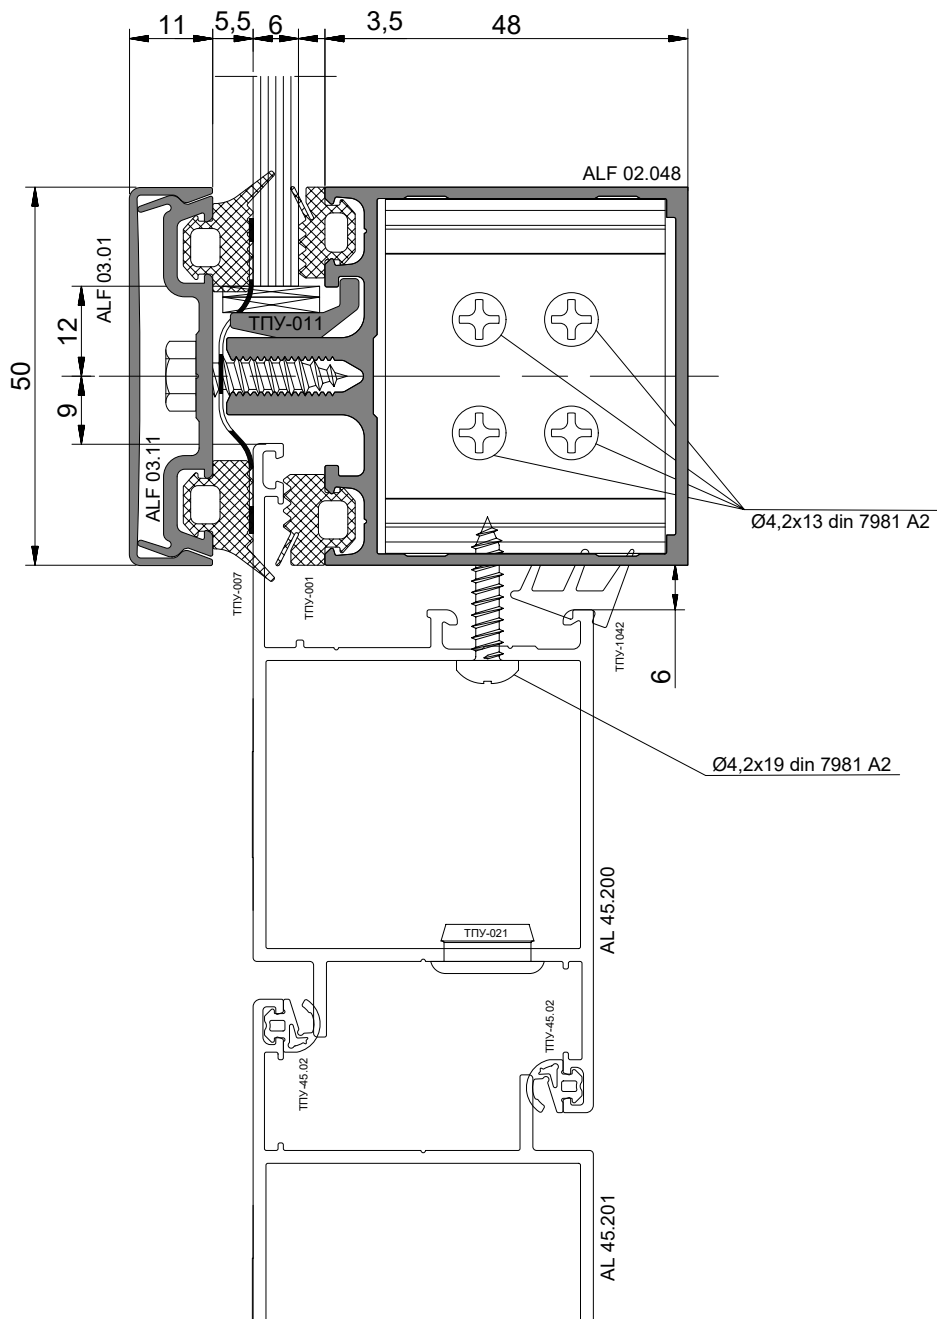 11
5,5
6
3,5
48
ALF 02.048
ALF 03.01
ТПУ-011
12
50
9
ALF 03.11
Ø4,2x13 din 7981 A2
ТПУ-007
ТПУ-001
ТПУ-1042
6
Ø4,2x19 din 7981 A2
AL 45.200
ТПУ-021
ТПУ-45.02
ТПУ-45.02
AL 45.201